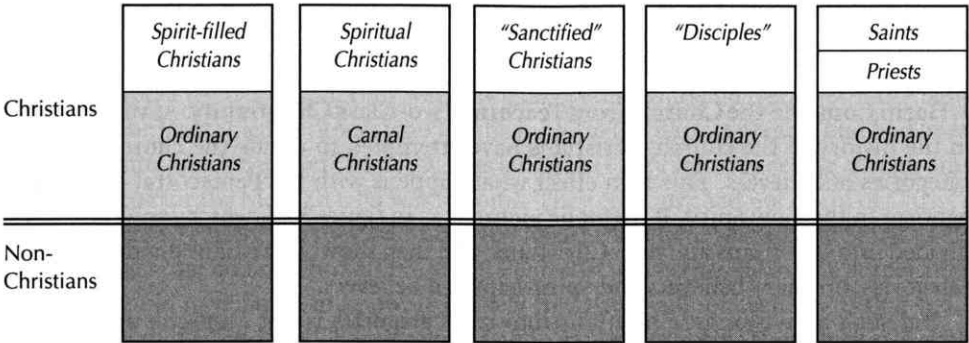 Spirit-filled
Christians
Spiritual
Christians
“Sanctified”
Christians
“Disciples”
Saints
Priests
Christians
Ordinary
Christians
Carnal
Christians
Ordinary
Christians
Ordinary
Christians
Ordinary
Christians
Non-
Christians